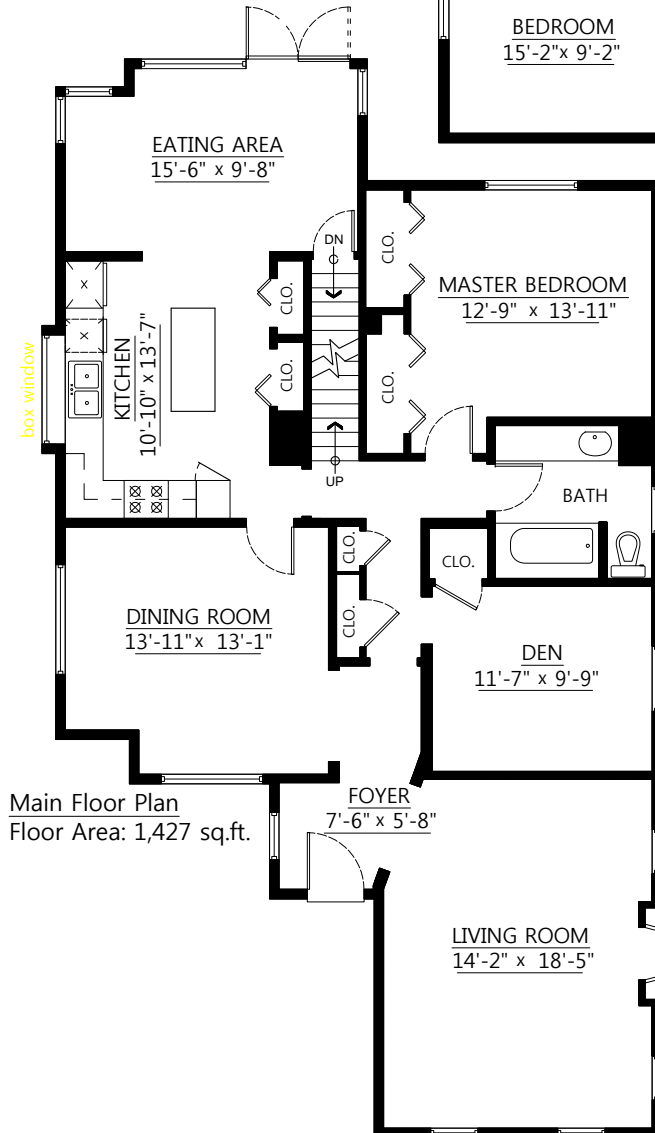 BEDROOM
15'-2"x 9'-2"
EATING AREA
15'-6" x 9'-8"
DN
CLO.
MASTER BEDROOM
12'-9" x 13'-11"
CLO.
CLO.
CLO.
box window
KITCHEN
10'-10" x 13'-7"
x
x
UP
BATH
CLO.
CLO.
CLO.
DINING ROOM
13'-11"x 13'-1"
DEN
11'-7" x 9'-9"
Main Floor Plan
Floor Area: 1,427 sq.ft.
FOYER
7'-6" x 5'-8"
LIVING ROOM
14'-2" x 18'-5"